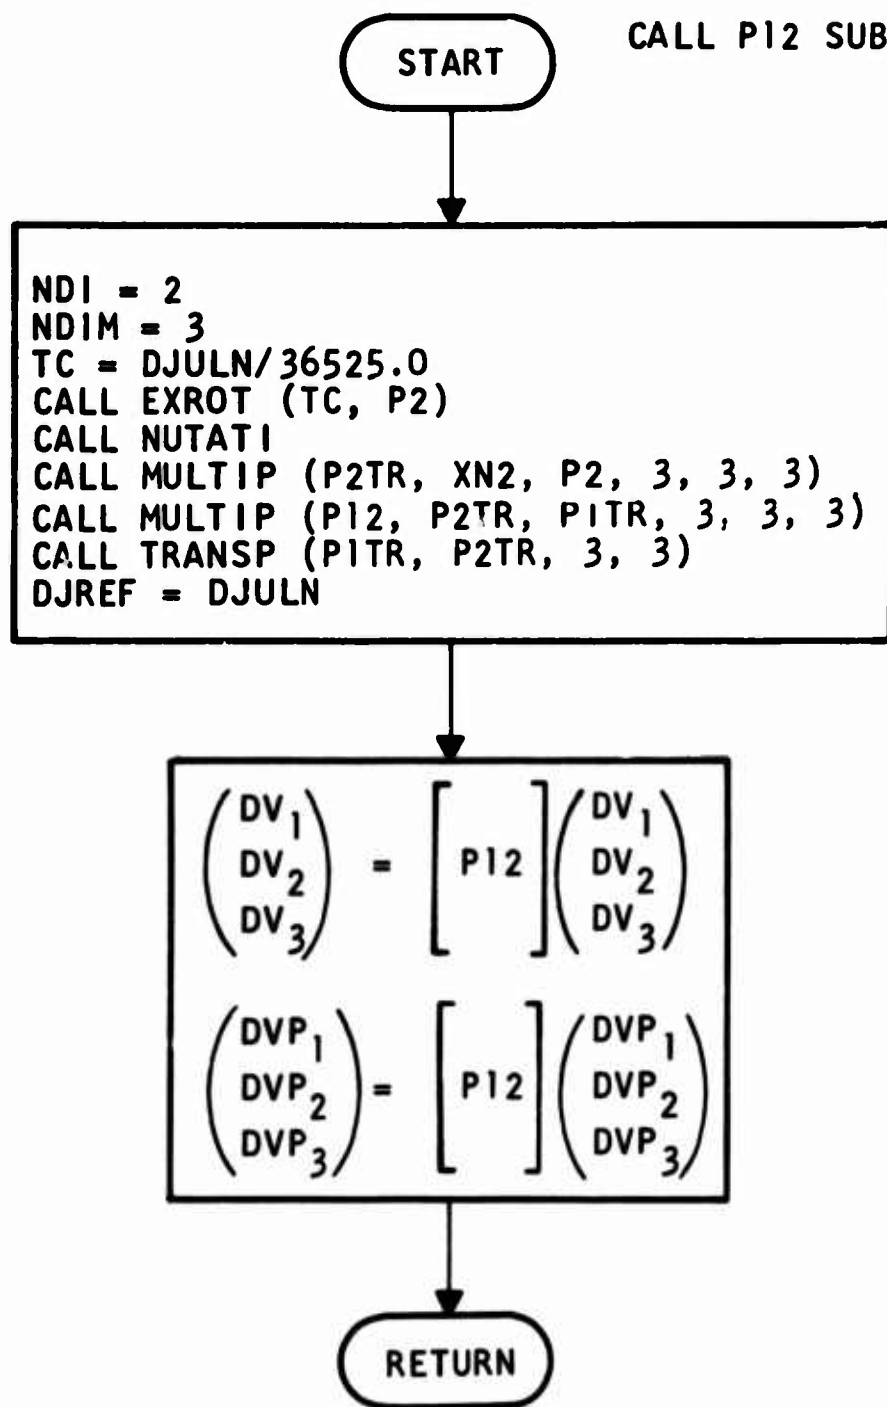 CALL P12 SUB
START
NDI = 2
NDIM = 3
TC = DJULN/36525.0
CALL EXROT (TC, P2)
CALL NUTATI
CALL MULTIP (P2TR, XN2, P2, 3, 3, 3)
CALL MULTIP (P12, P2TR, P1TR, 3, 3, 3)
CALL TRANSP (P1TR, P2TR, 3, 3)
DJREF = DJULN
DV1 DV1
DV2 = P12 DV2
DV3 DV3
DVP1 DVP1
DVP2 = P12 DVP2
DVP3 DVP3
RETURN